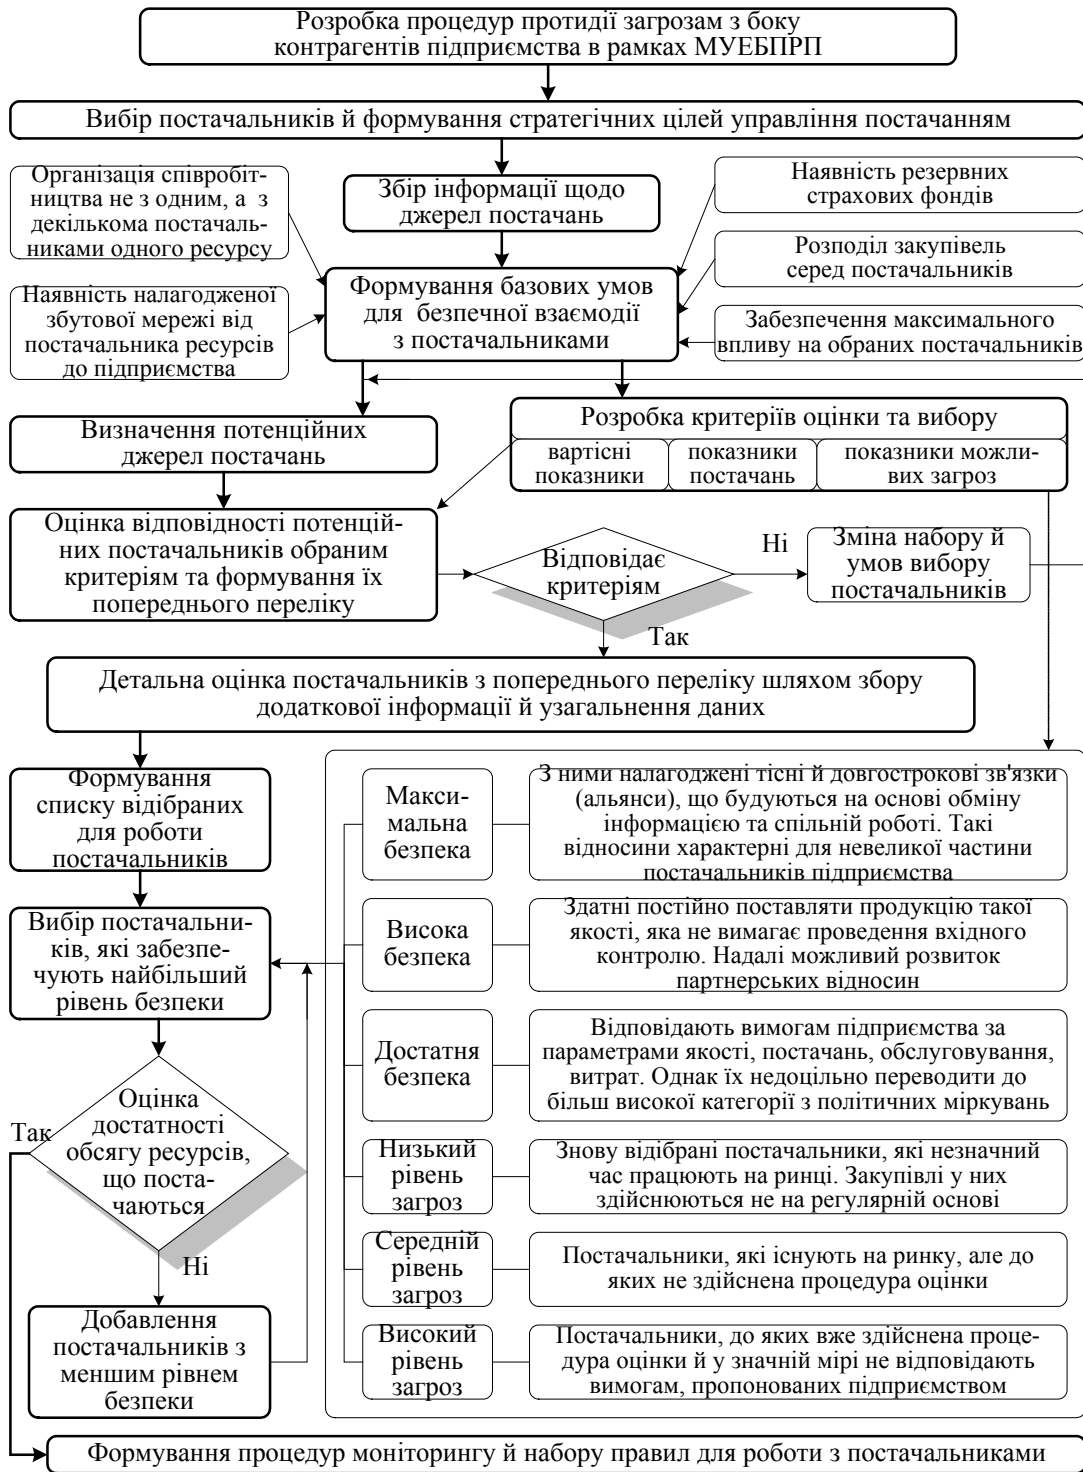 Розробка процедур протидії загрозам з боку
контрагентів підприємства в рамках МУЕБПРП
Вибір постачальників й формування стратегічних цілей управління постачанням
Організація співробіт-
ництва не з одним, а з
декількома постачаль-
никами одного ресурсу
Збір інформації щодо
джерел постачань
Наявність резервних
страхових фондів
Розподіл закупівель
серед постачальників
Наявність налагодженої
збутової мережі від
постачальника ресурсів
до підприємства
Формування базових умов
для безпечної взаємодії
з постачальниками
Забезпечення максимального
впливу на обраних постачальників
Визначення потенційних
джерел постачань
Розробка критеріїв оцінки та вибору
вартісні
показники
показники
постачань
показники можли-
вих загроз
Оцінка відповідності потенцій-
них постачальників обраним
критеріям та формування їх
попереднього переліку
Відповідає
критеріям
Ні
Зміна набору й
умов вибору
постачальників
Так
Детальна оцінка постачальників з попереднього переліку шляхом збору
додаткової інформації й узагальнення даних
Формування
списку відібраних
для роботи
постачальників
Макси-
мальна
безпека
З ними налагоджені тісні й довгострокові зв'язки
(альянси), що будуються на основі обміну
інформацією та спільній роботі. Такі
відносини характерні для невеликої частини
постачальників підприємства
Вибір постачальни-
ків, які забезпе-
чують найбільший
рівень безпеки
Висока
безпека
Здатні постійно поставляти продукцію такої
якості, яка не вимагає проведення вхідного
контролю. Надалі можливий розвиток
партнерських відносин
Достатня
безпека
Відповідають вимогам підприємства за
параметрами якості, постачань, обслуговування,
витрат. Однак їх недоцільно переводити до
більш високої категорії з політичних міркувань
Оцінка
достатності
обсягу ресурсів,
що поста-
чаються
Так
Ні
Низький
рівень
загроз
Знову відібрані постачальники, які незначний
час працюють на ринці. Закупівлі у них
здійснюються не на регулярній основі
Середній
рівень
загроз
Постачальники, які існують на ринку, але до
яких не здійснена процедура оцінки
Добавлення
постачальників з
меншим рівнем
безпеки
Високий
рівень
загроз
Постачальники, до яких вже здійснена проце-
дура оцінки й у значній мірі не відповідають
вимогам, пропонованих підприємством
Формування процедур моніторингу й набору правил для роботи з постачальниками